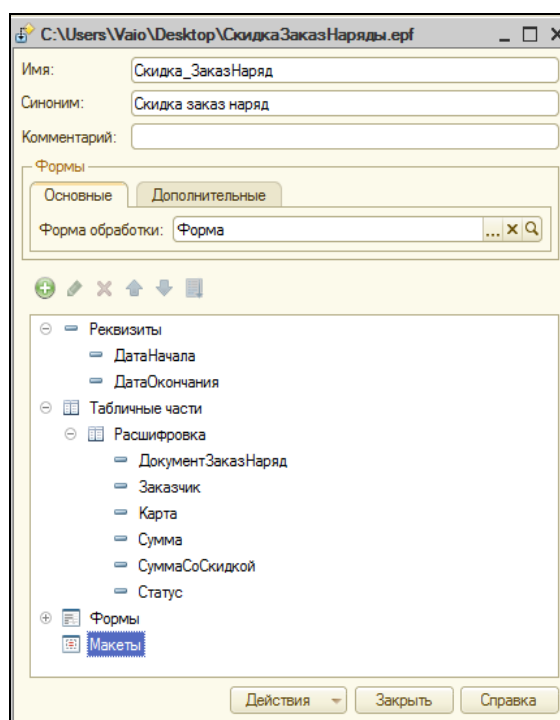 C:\Users\Vaio\Desktop\СкидкаЗаказНаряды.epf
Имя: Скидка_ЗаказНаряд
Синоним: Скидка заказ наряд
Комментарий:
Формы
Основные Дополнительные
Форма обработки: Форма ...
Реквизиты
ДатаНачала
ДатаОкончания
Табличные части
Расшифровка
ДокументЗаказНаряд
Заказчик
Карта
Сумма
СуммаСоСкидкой
Статус
Формы
Макеты
Действия Закрыть Справка